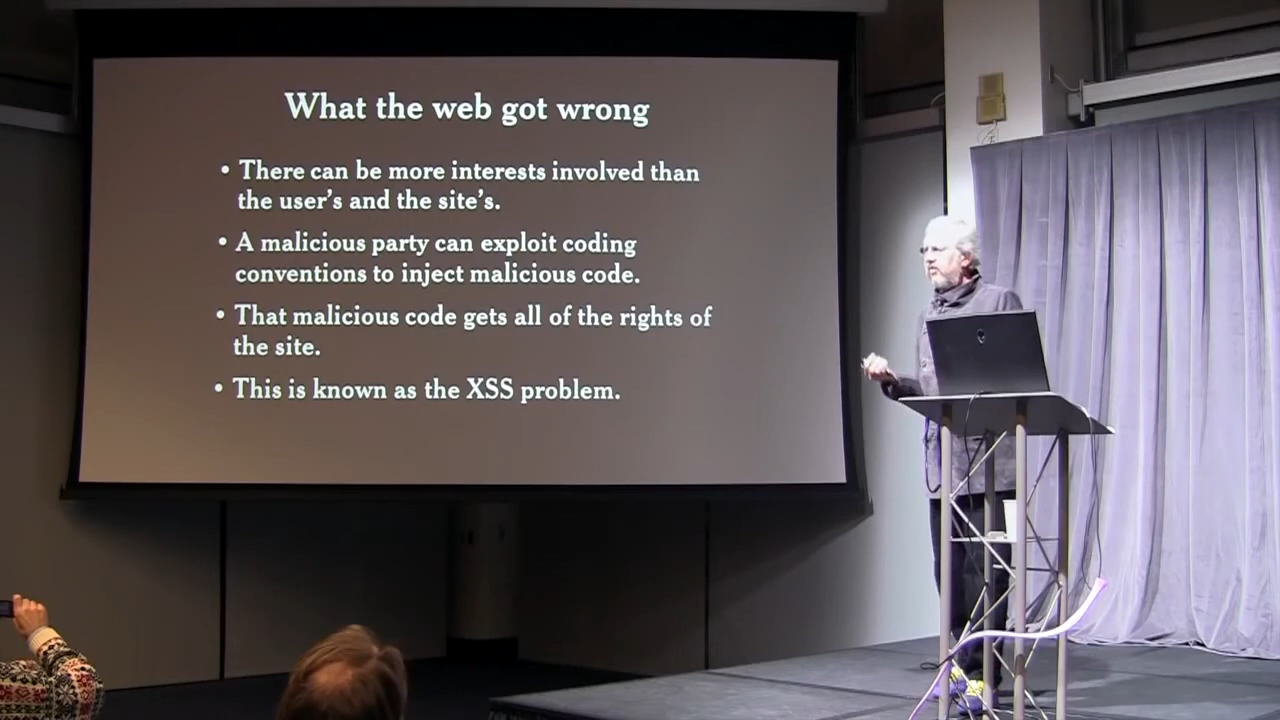 What the web got wrong
• There can be more interests involved than
the user's and the site's.
• A malicious party can exploit coding
conventions to inject malicious code.
• That malicious code gets all of the rights of
the site.
• This is known as the XSS problem.